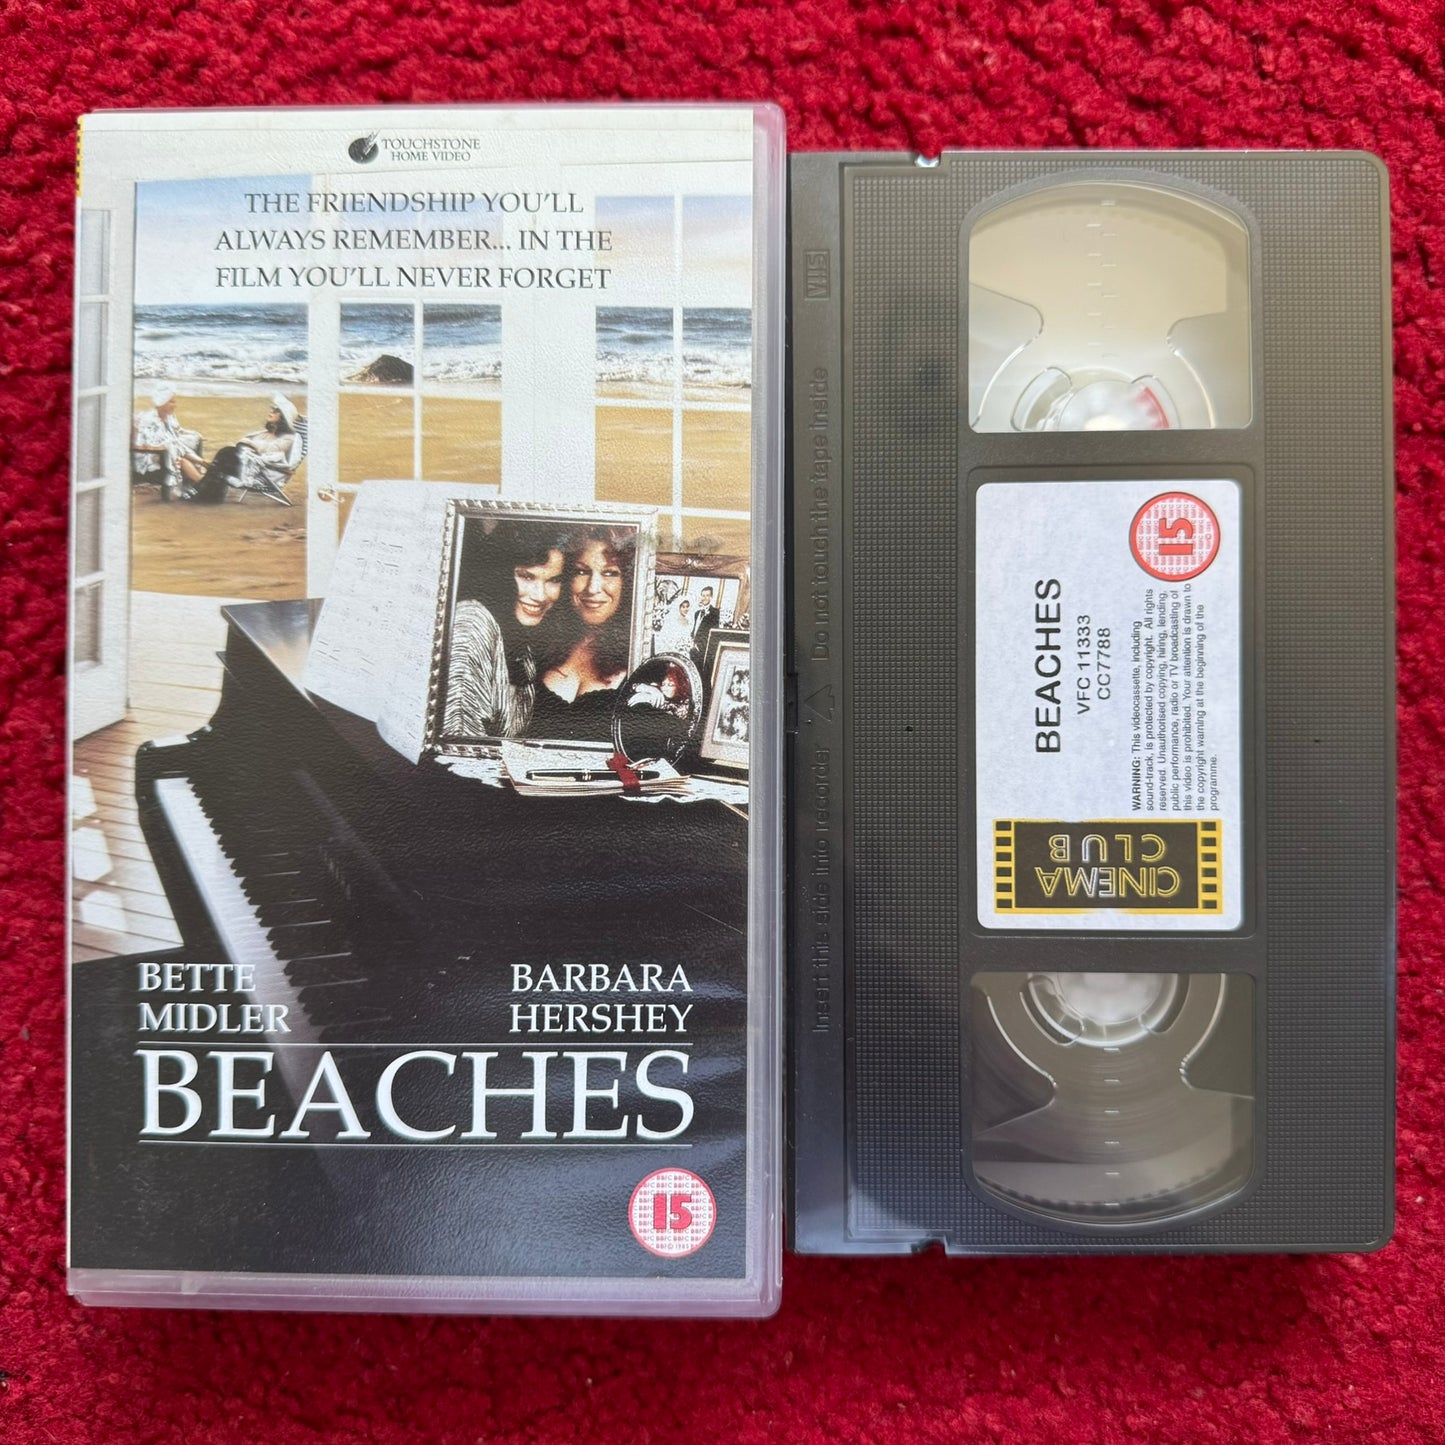 TOUCHSTONE
HOME VIDEO
THE FRIENDSHIP YOU'LL
ALWAYS REMEMBER... IN THE
FILM YOU'LL NEVER FORGET
BETTE
MIDLER
BARBARA
HERSHEY
BEACHES
15
VHS
Do not touch the tape inside
Insert this side into recorder
15
BEACHES
VFC 11333
CC7788
WARNING: This videocassette, including
sound-track, is protected by copyright. All rights
reserved. Unauthorised copying, hiring, lending,
public performance, radio or TV broadcasting of
this video is prohibited. Your attention is drawn to
the copyright warning at the beginning of the
programme.
CINEMA
CLUB